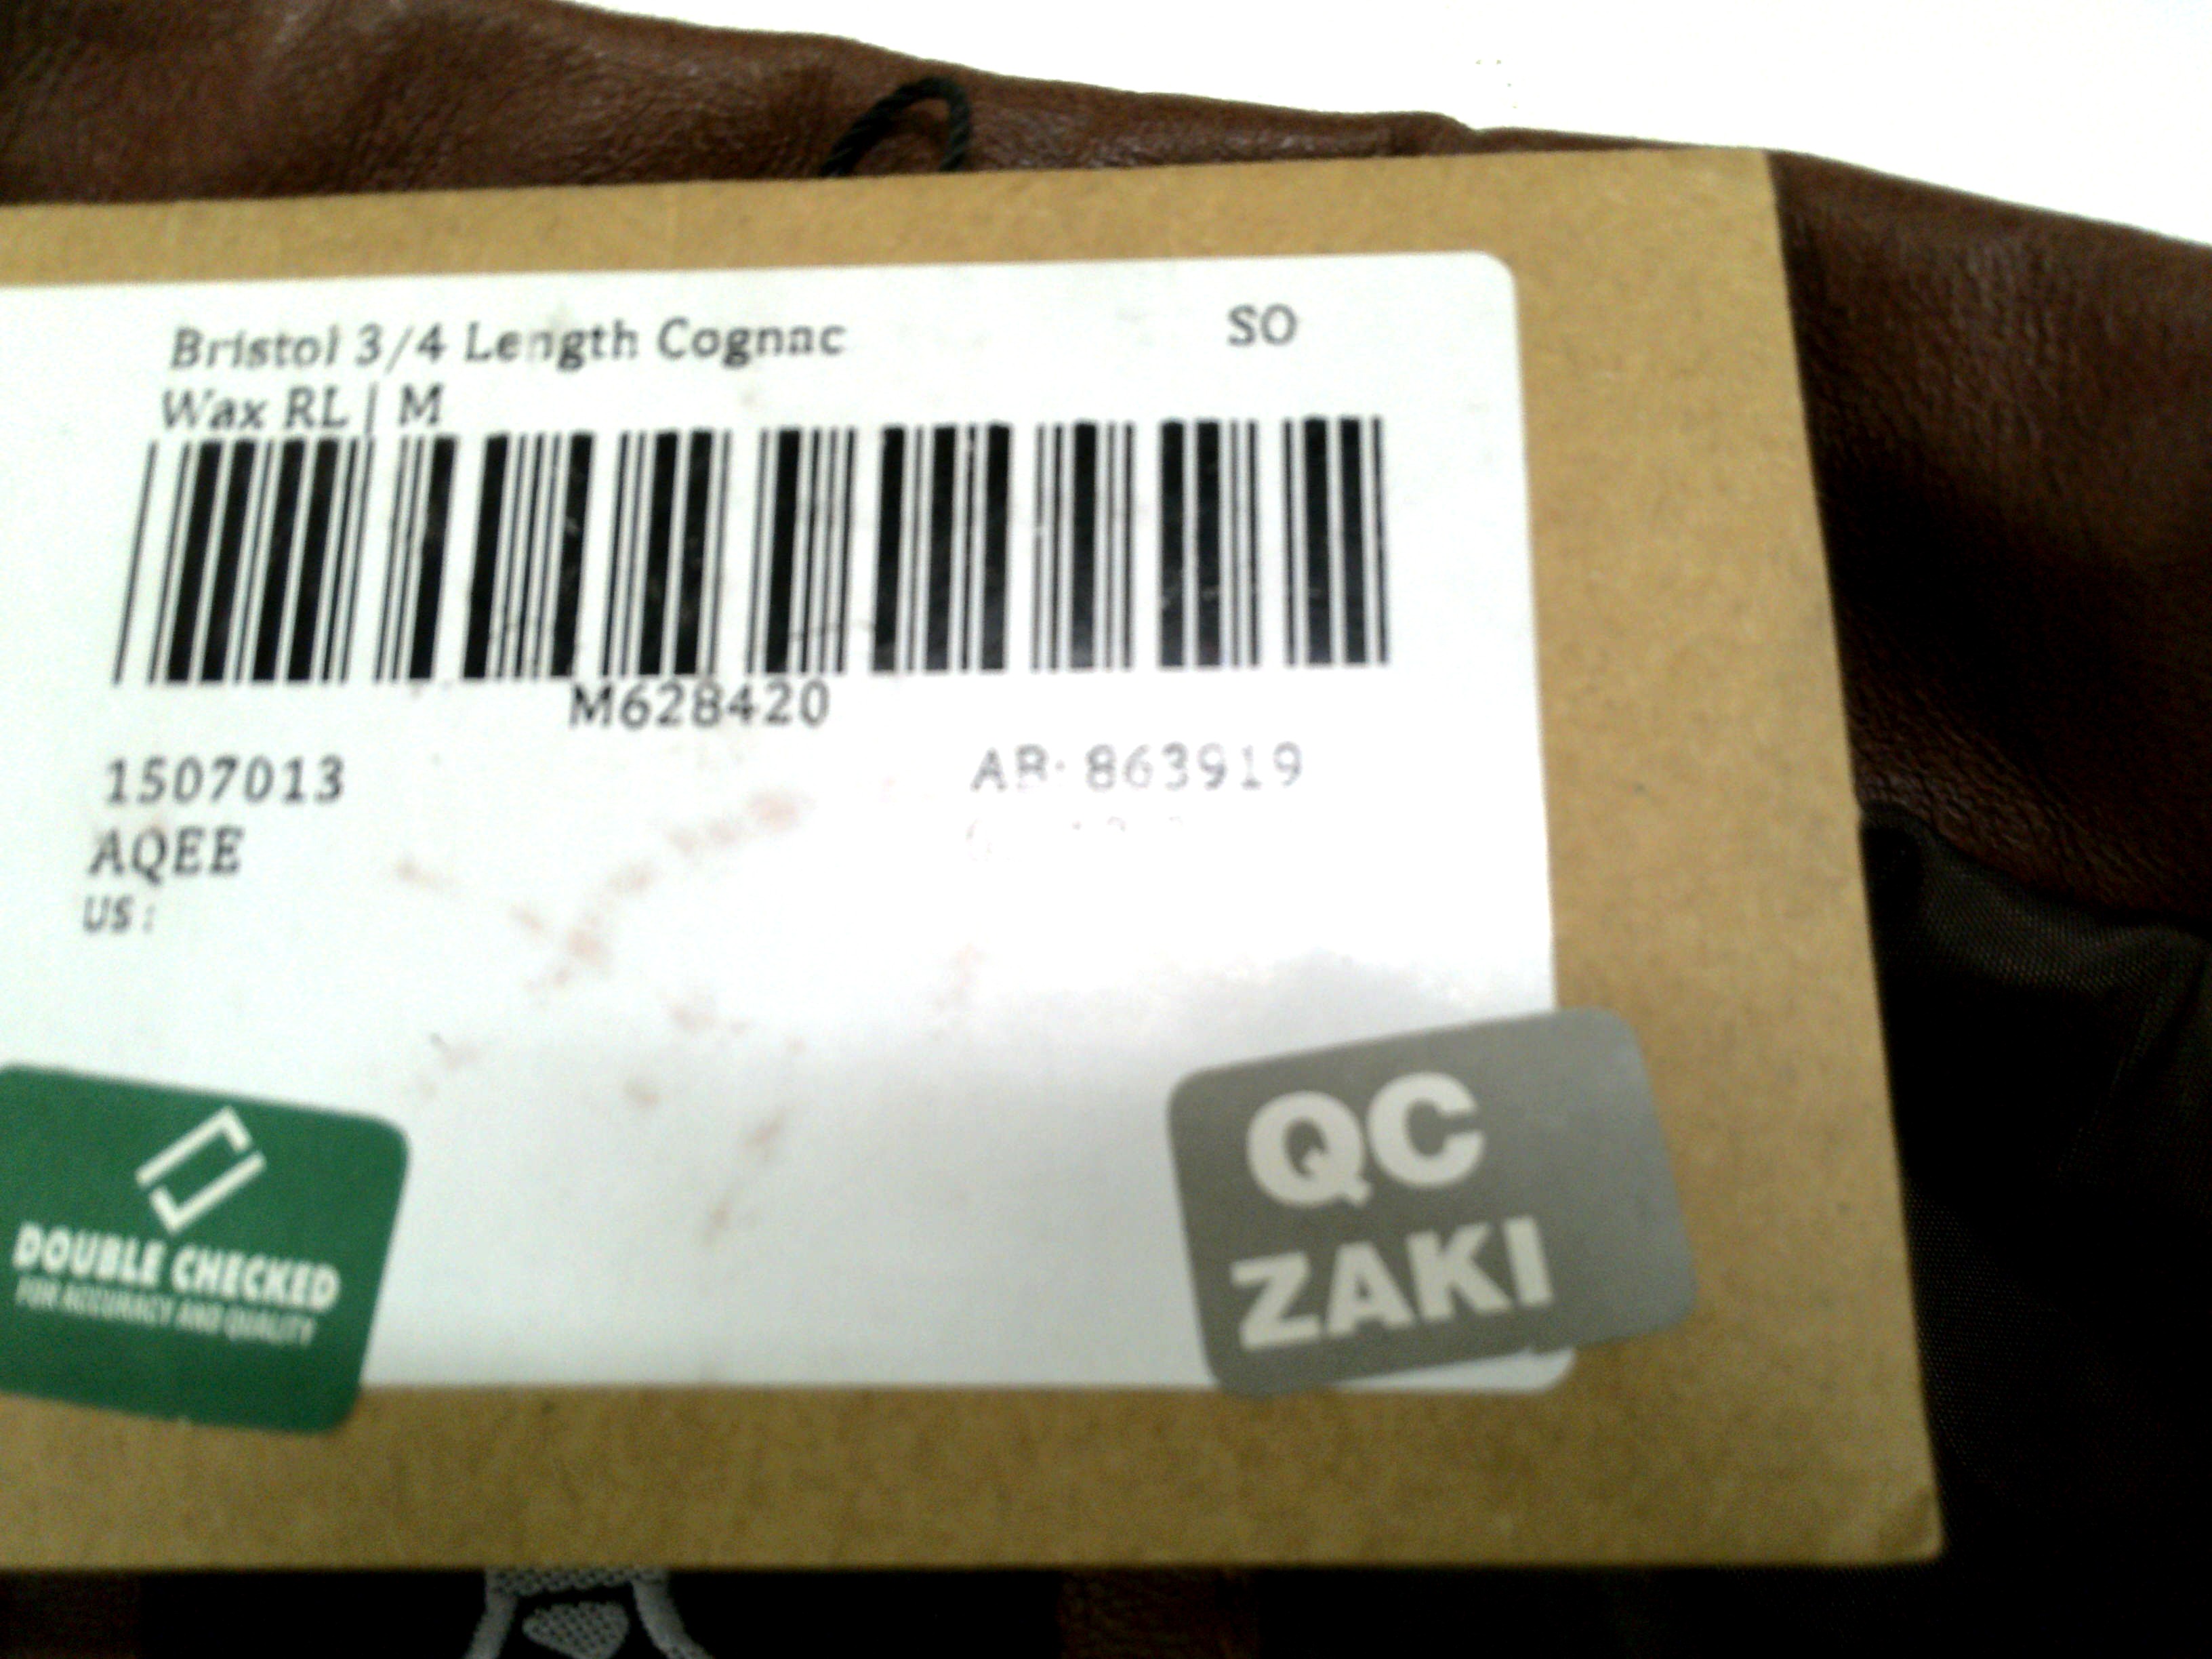 Bristol 3/4 Length Cognac
Wax RL | M
SO
M628420
1507013
AB: 863919
AQEE
US:
DOUBLE CHECKED
FOR ACCURACY AND QUALITY
QC
ZAKI